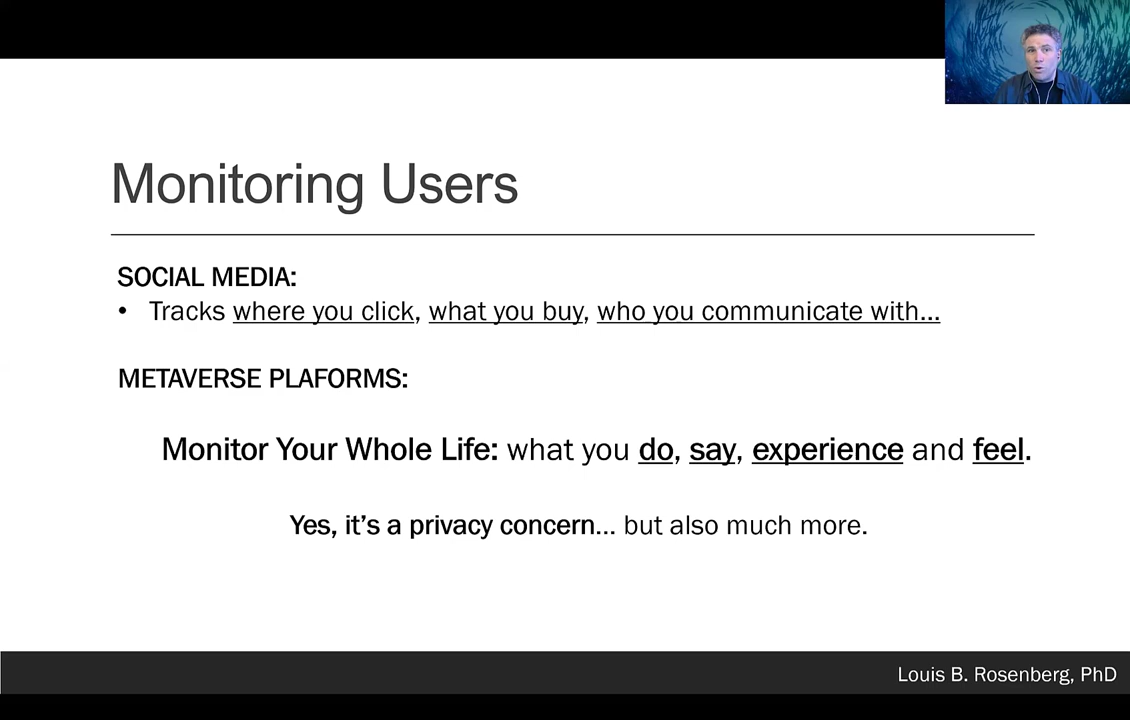 Monitoring Users
SOCIAL MEDIA:
• Tracks where you click, what you buy, who you communicate with...
METAVERSE PLAFORMS:
Monitor Your Whole Life: what you do, say, experience and feel.
Yes, it's a privacy concern... but also much more.
Louis B. Rosenberg, PhD